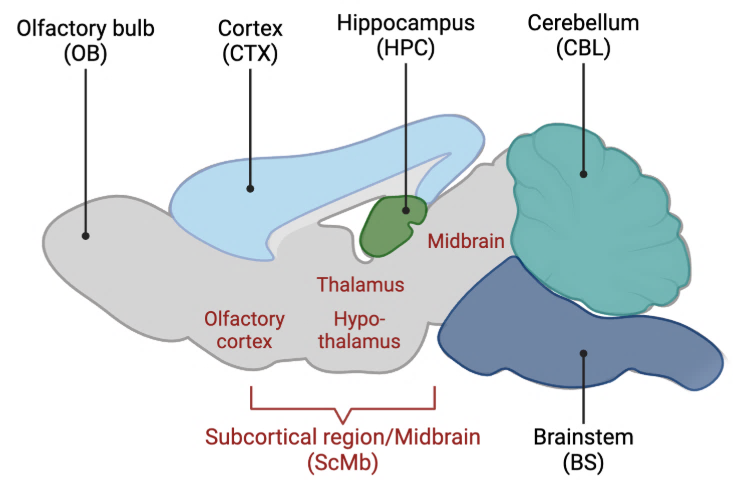 Olfactory bulb
(OB)
Cortex
(CTX)
Hippocampus
(HPC)
Cerebellum
(CBL)
Midbrain
Thalamus
Olfactory
cortex
Hypo-
thalamus
Subcortical region/Midbrain
(ScMb)
Brainstem
(BS)